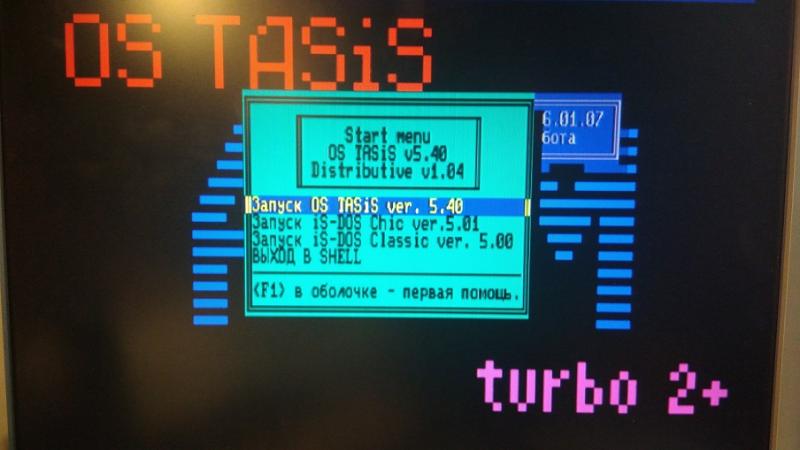 OS TASiS
6.01.07
бота
Start menu
OS TASiS v5.40
Distributive v1.04
Запуск OS TASiS ver. 5.40
Запуск iS-DOS Chic ver.5.01
Запуск iS-DOS Classic ver. 5.00
ВЫХОД В SHELL
<F1> в оболочке - первая помощь.
turbo 2+